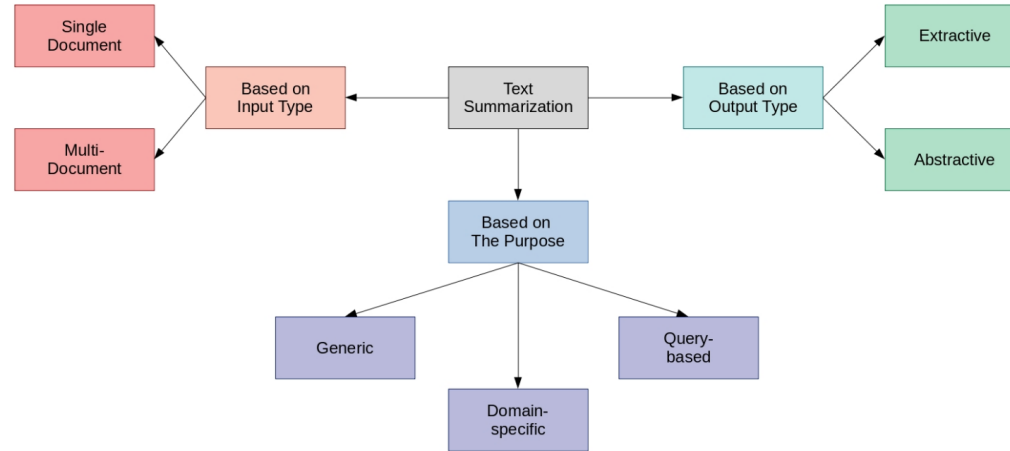 Single
Document
Based on
Input Type
Text
Summarization
Based on
Output Type
Extractive
Multi-
Document
Abstractive
Based on
The Purpose
Generic
Query-
based
Domain-
specific